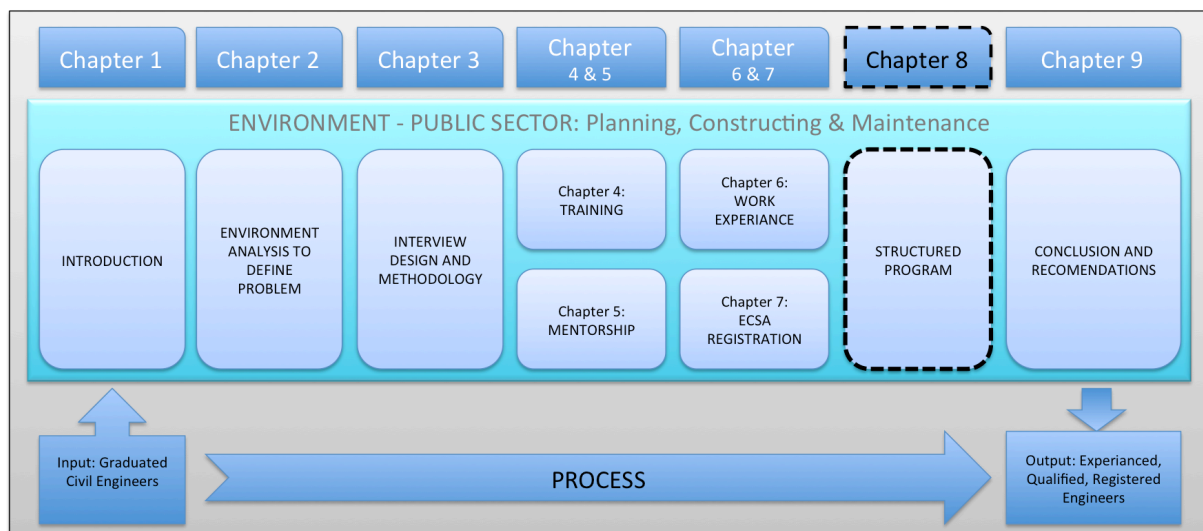 Chapter 1
Chapter 2
Chapter 3
Chapter
4 & 5
Chapter
6 & 7
Chapter 8
Chapter 9
ENVIRONMENT - PUBLIC SECTOR: Planning, Constructing & Maintenance
INTRODUCTION
ENVIRONMENT
ANALYSIS TO
DEFINE
PROBLEM
INTERVIEW
DESIGN AND
METHODOLOGY
Chapter 4:
TRAINING
Chapter 5:
MENTORSHIP
Chapter 6:
WORK
EXPERIANCE
Chapter 7:
ECSA
REGISTRATION
STRUCTURED
PROGRAM
CONCLUSION AND
RECOMENDATIONS
Input: Graduated
Civil Engineers
PROCESS
Output: Experianced,
Qualified, Registered
Engineers